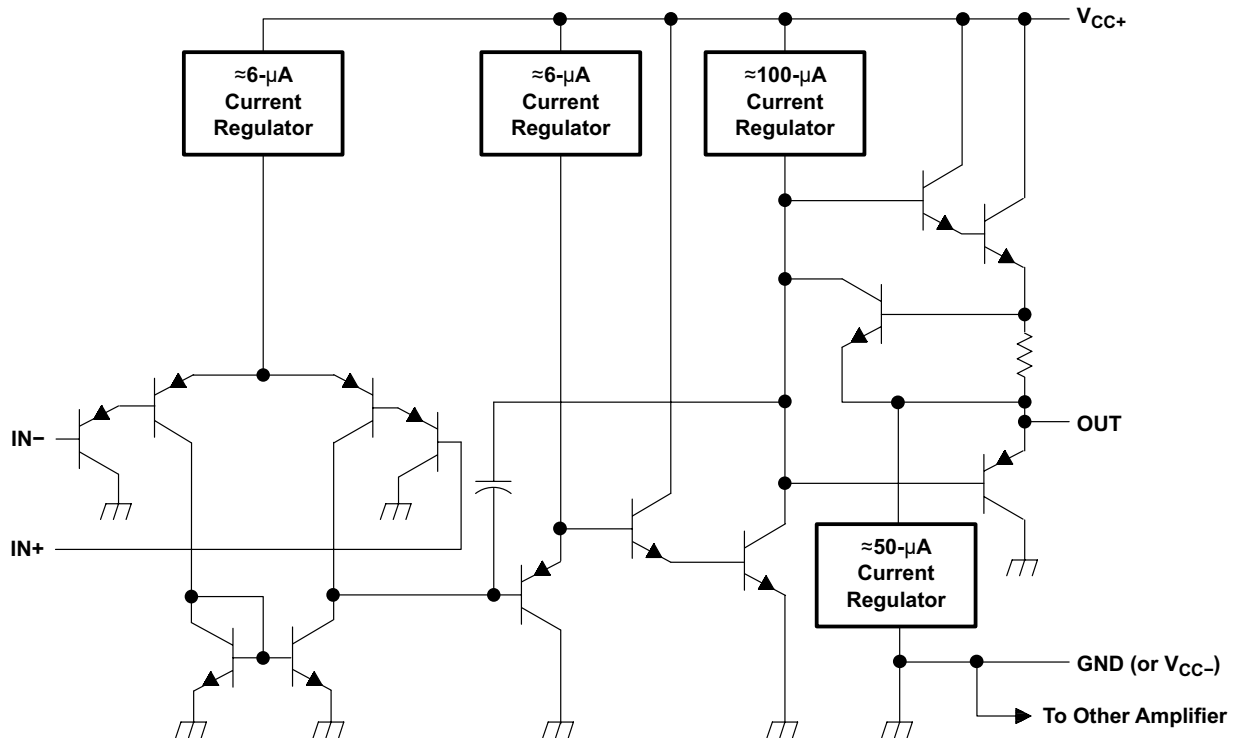 V_CC+
≈6-µA
Current
Regulator
≈6-µA
Current
Regulator
≈100-µA
Current
Regulator
IN−
OUT
IN+
≈50-µA
Current
Regulator
GND (or V_CC−)
To Other Amplifier